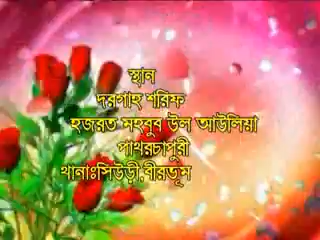 স্থান
দরগাহ শরিফ
হজরত মহবুব উল আউলিয়া
পাথরচাপুরী
থানাঃসিউড়ী,বীরভূম